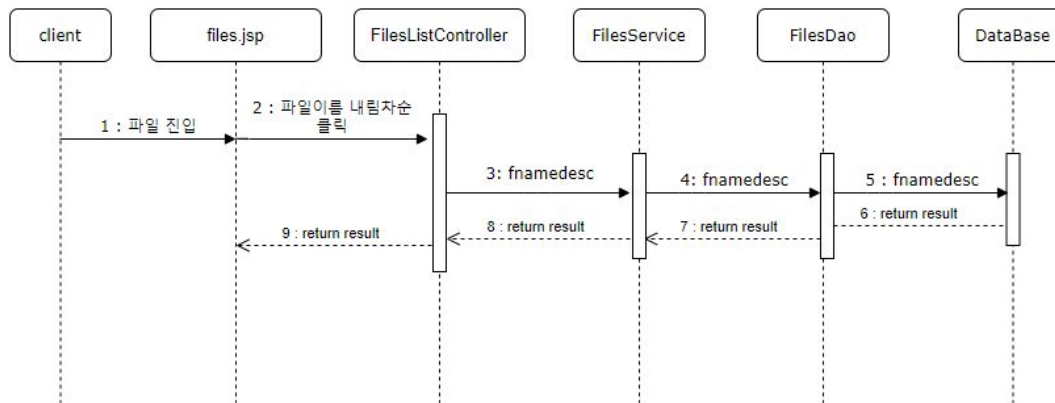 client
files.jsp
FilesListController
FilesService
FilesDao
DataBase
1 : 파일 진입
2 : 파일이름 내림차순
클릭
3: fnamedesc
4: fnamedesc
5 : fnamedesc
6 : return result
7 : return result
8 : return result
9 : return result